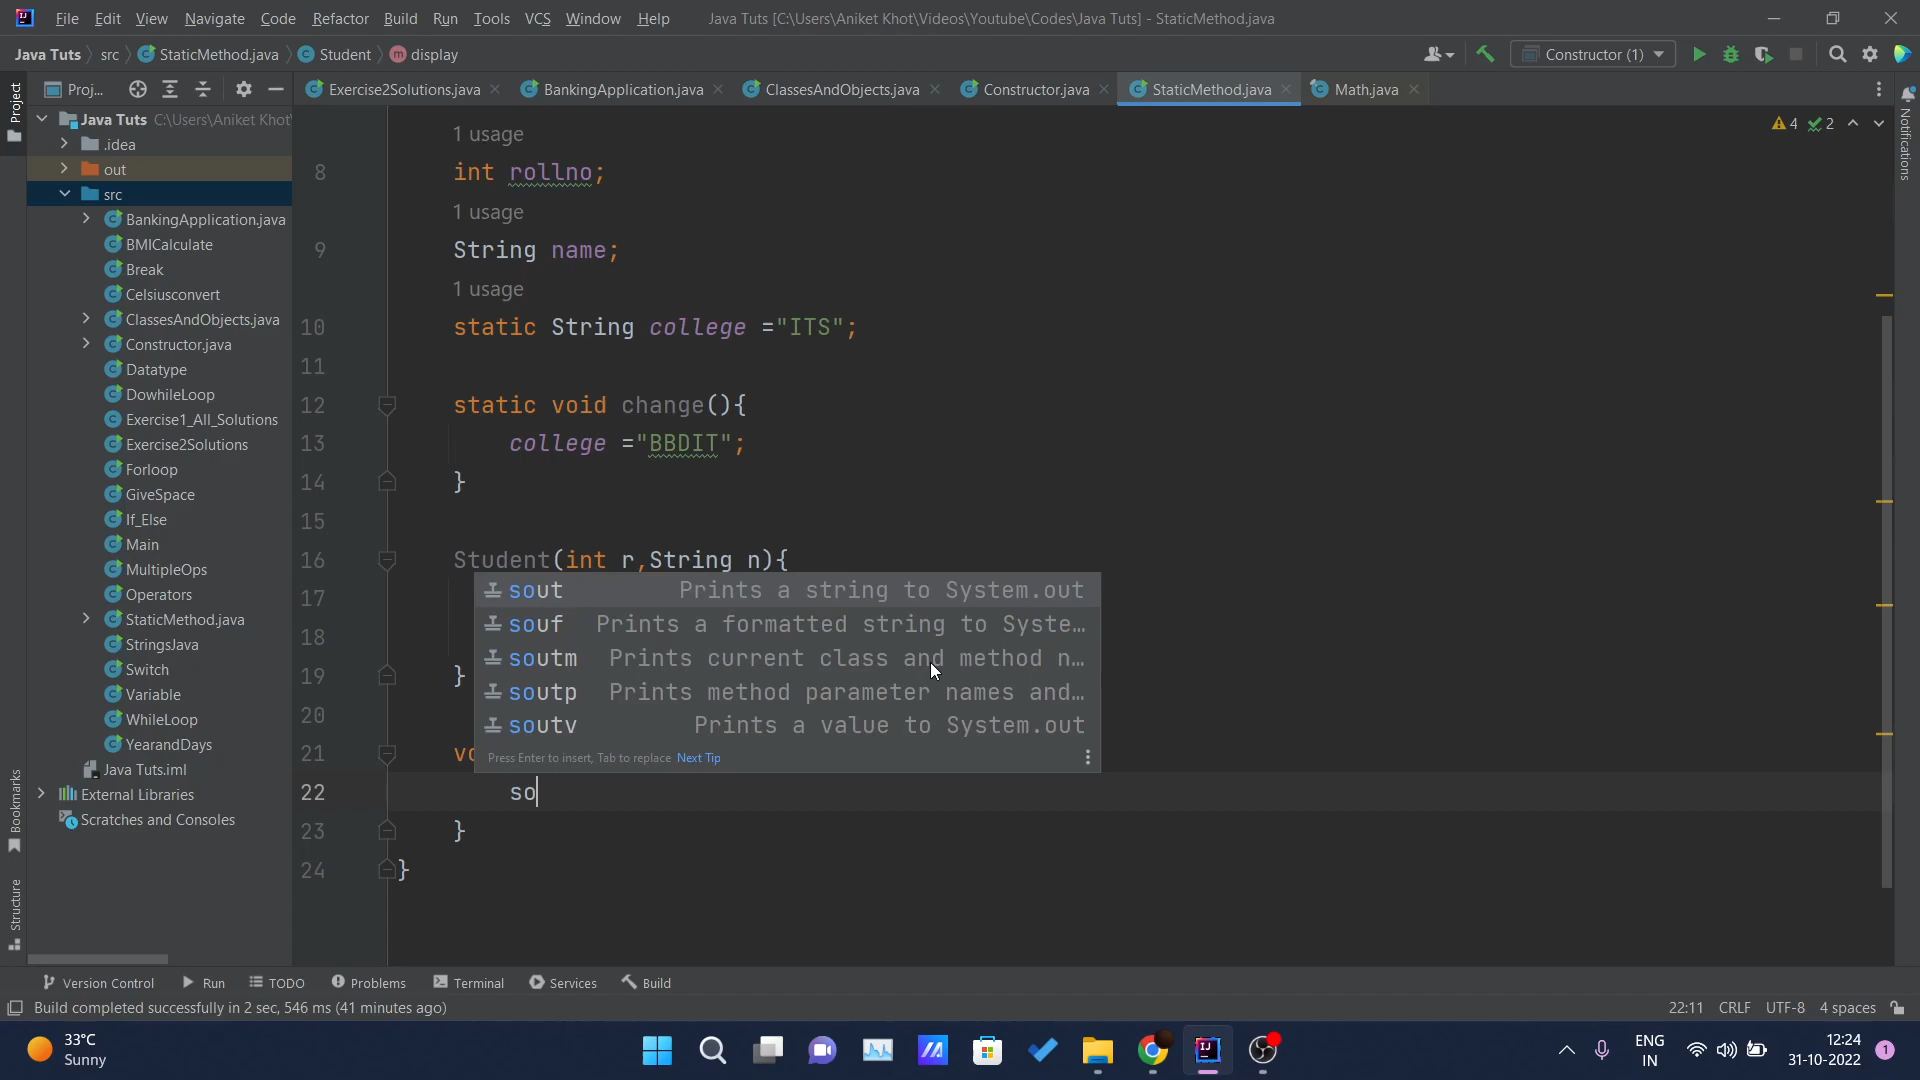 File Edit View Navigate Code Refactor Build Run Tools VCS Window Help Java Tuts [C:\Users\Aniket Khot\Videos\Youtube\Codes\Java Tuts] - StaticMethod.java
Java Tuts src StaticMethod.java Student m display Constructor (1)
Project
Proj...
Exercise2Solutions.java BankingApplication.java ClassesAndObjects.java Constructor.java StaticMethod.java Math.java
Notifications
Java Tuts C:\Users\Aniket Khot\
.idea
out
src
BankingApplication.java
BMICalculate
Break
Celsiusconvert
ClassesAndObjects.java
Constructor.java
Datatype
DowhileLoop
Exercise1_All_Solutions
Exercise2Solutions
Forloop
GiveSpace
If_Else
Main
MultipleOps
Operators
StaticMethod.java
StringsJava
Switch
Variable
WhileLoop
YearandDays
Java Tuts.iml
External Libraries
Scratches and Consoles
Bookmarks
Structure
4 2
1 usage
8 int rollno;
1 usage
9 String name;
1 usage
10 static String college ="ITS";
11
12 static void change(){
13 college ="BBDIT";
14 }
15
16 Student(int r,String n){
17
18
19 }
20
21 vo
22 so
23 }
24 }
sout Prints a string to System.out
souf Prints a formatted string to Syste...
soutm Prints current class and method n...
soutp Prints method parameter names and...
soutv Prints a value to System.out
Press Enter to insert, Tab to replace Next Tip
Version Control Run TODO Problems Terminal Services Build
Build completed successfully in 2 sec, 546 ms (41 minutes ago) 22:11 CRLF UTF-8 4 spaces
33°C
Sunny
ENG
IN
12:24
31-10-2022
1